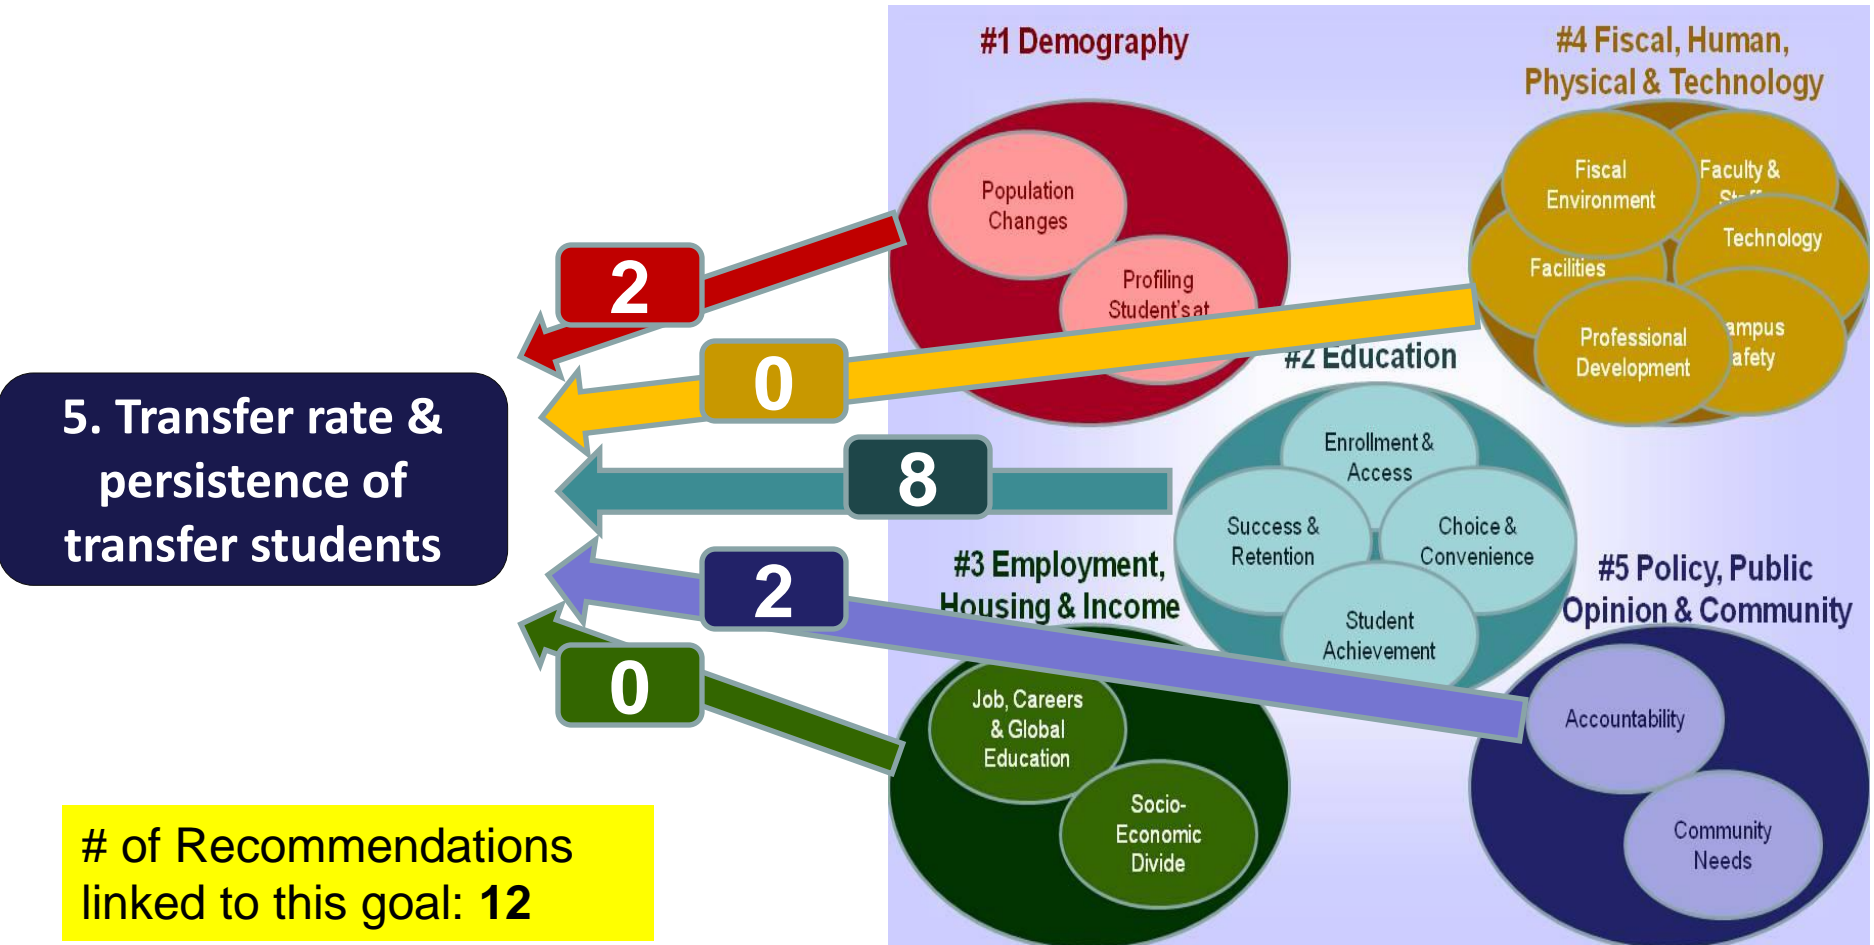 #1 Demography
Population
Changes
Profiling
Student's at
#4 Fiscal, Human,
Physical & Technology
Fiscal
Environment
Faculty &
Technology
Facilities
Professional
Development
#2 Education
Enrollment &
Access
Success &
Retention
Choice &
Convenience
Student
Achievement
#3 Employment,
Housing & Income
Job, Careers
& Global
Education
Socio-
Economic
Divide
#5 Policy, Public
Opinion & Community
Accountability
Community
Needs
2
0
8
2
0
5. Transfer rate &
persistence of
transfer students
# of Recommendations
linked to this goal: 12